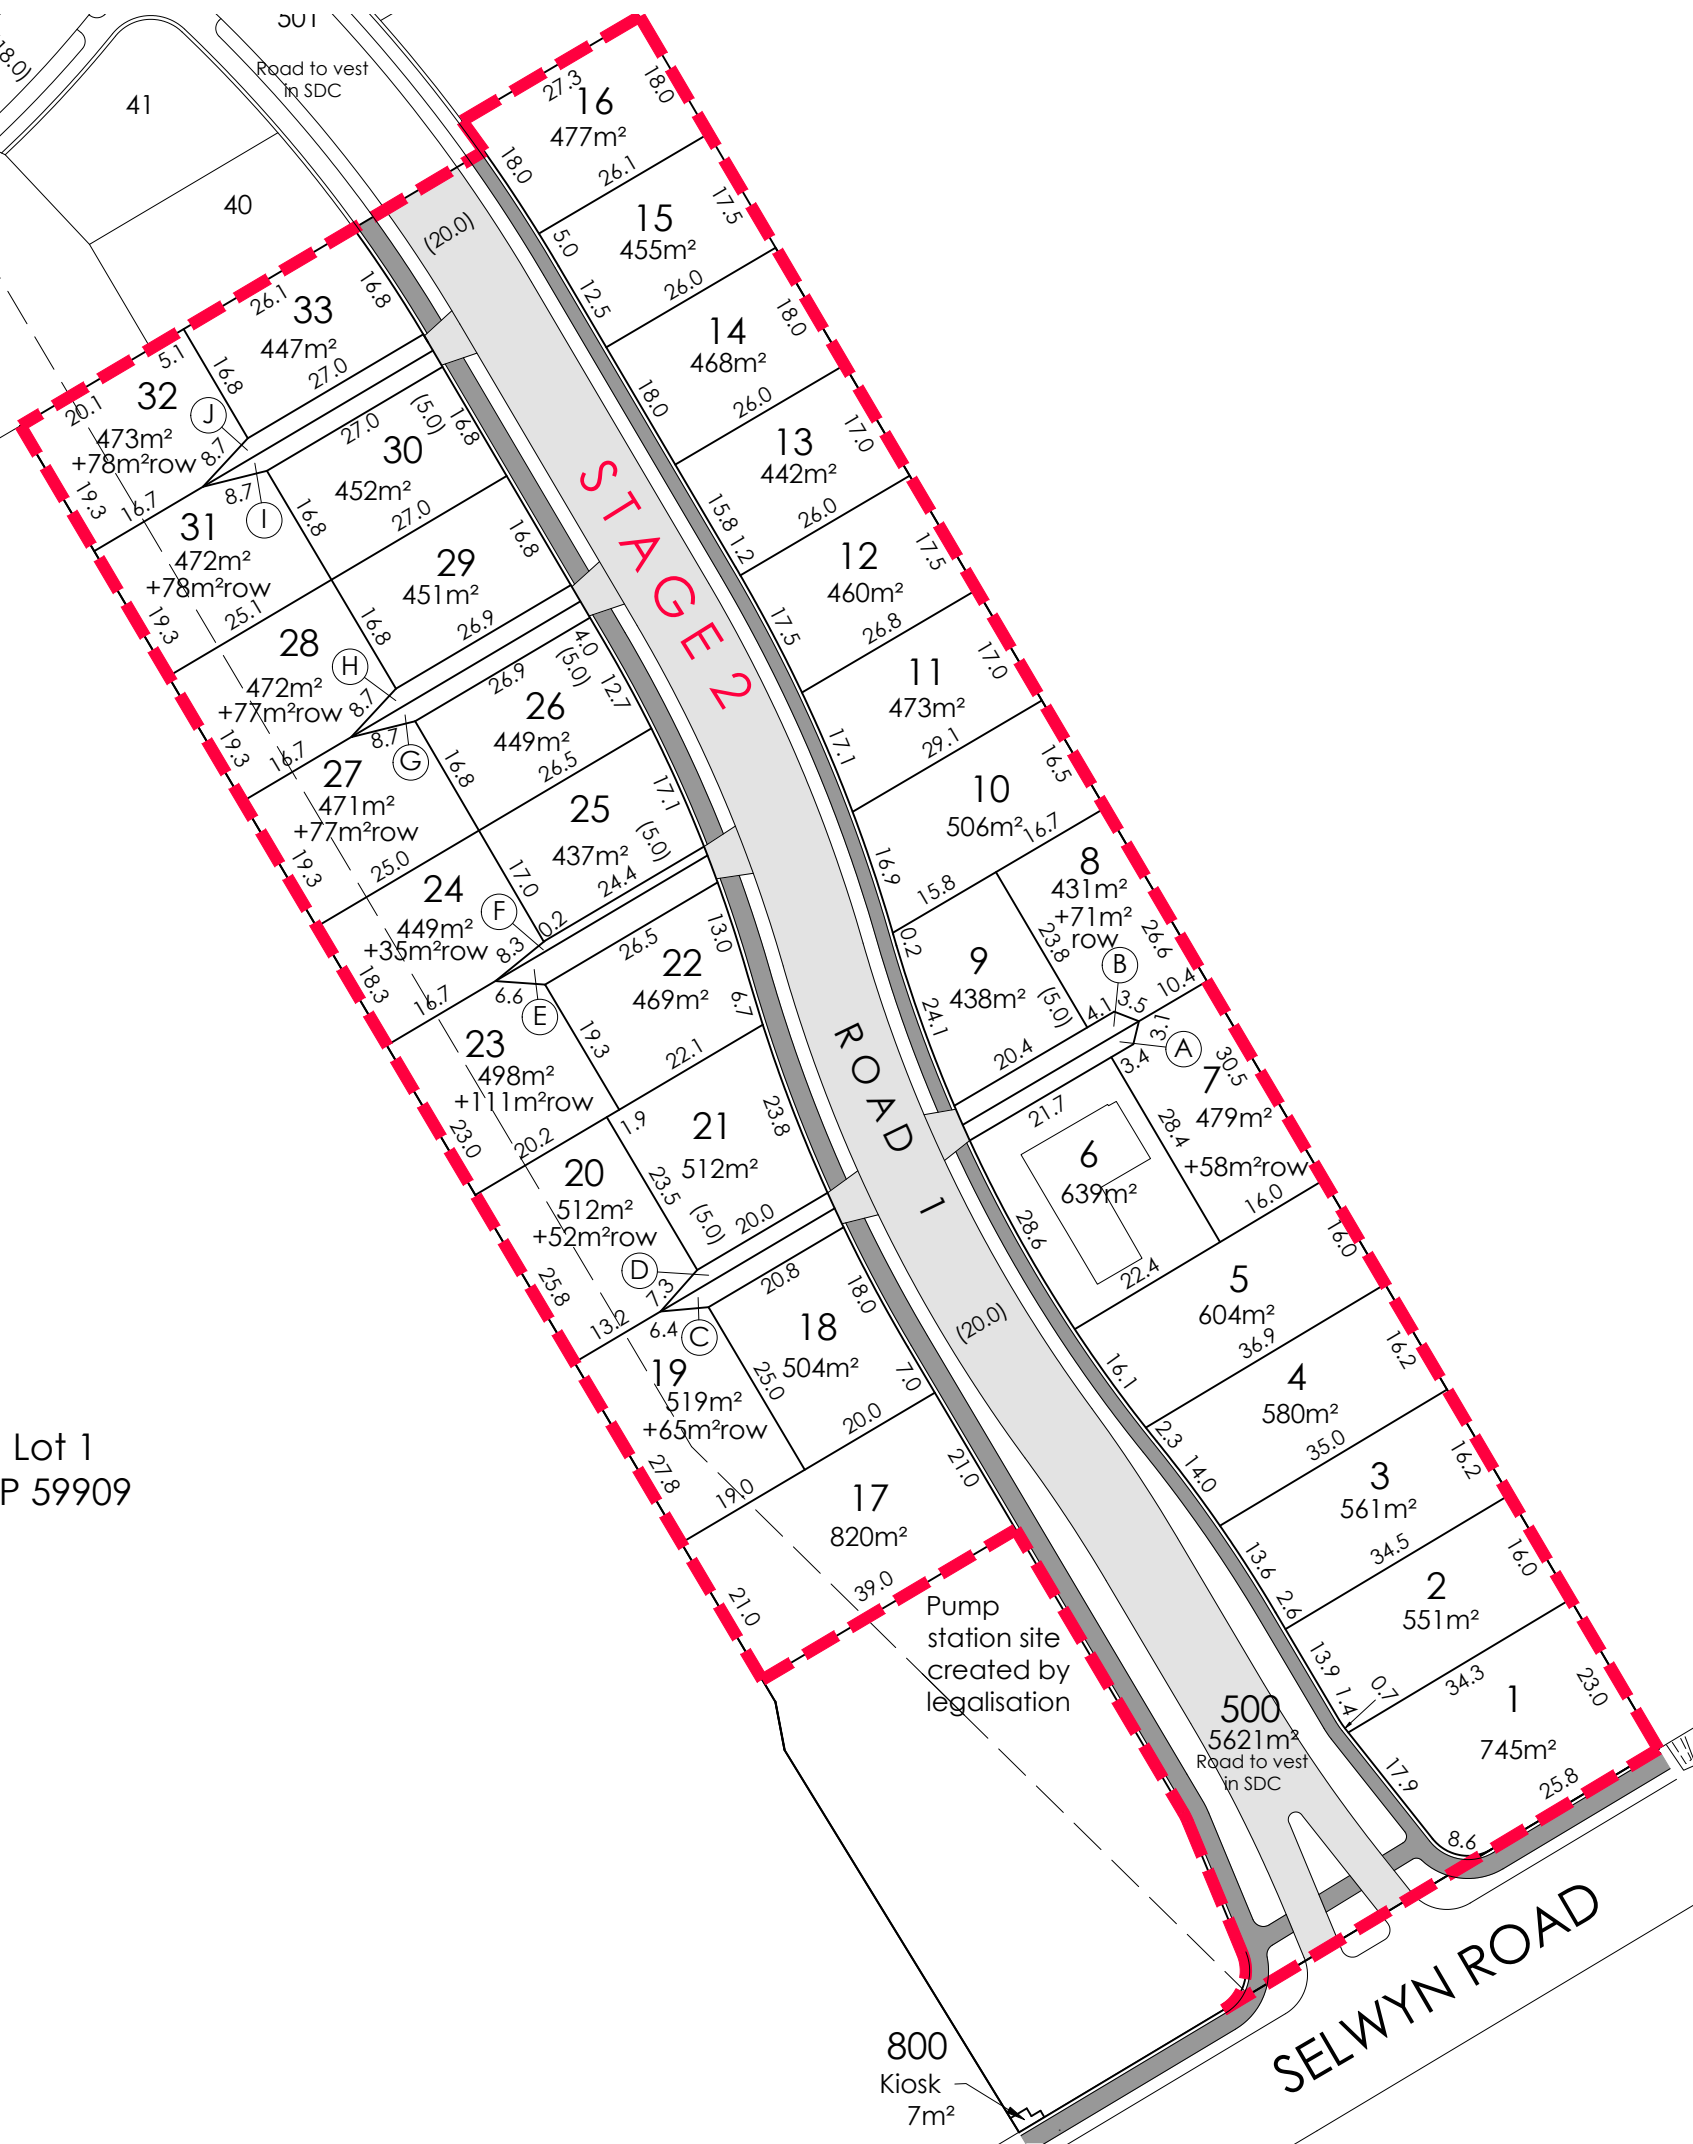 501
Road to vest
in SDC
41
40
27.3
18.0
16
477m²
18.0
26.1
17.5
(20.0)
15
455m²
5.0
12.5
26.0
18.0
14
468m²
18.0
26.0
17.0
13
442m²
15.8
1.2
26.0
17.5
12
460m²
17.5
26.8
17.0
11
473m²
17.1
29.1
16.5
10
506m²
16.7
16.9
15.8
8
431m²
+71m²
row
26.6
23.8
B
0.2
9
438m²
(5.0)
4.1
3.5
10.4
24.1
20.4
3.1
A
3.4
30.5
7
479m²
+58m²row
21.7
28.4
6
639m²
16.0
28.6
22.4
16.0
5
604m²
36.9
16.1
16.2
4
580m²
2.3
35.0
14.0
16.2
3
561m²
13.6
34.5
16.0
2.6
2
551m²
13.9
1.4
0.7
34.3
23.0
1
745m²
17.9
25.8
8.6
26.1
16.8
33
447m²
5.1
16.8
27.0
32
20.1
473m²
+78m²row
J
8.7
19.3
16.7
8.7
I
27.0
(5.0)
16.8
30
452m²
16.8
27.0
31
472m²
+78m²row
19.3
25.1
16.8
29
451m²
16.8
26.9
28
472m²
+77m²row
H
8.7
19.3
16.7
8.7
G
4.0
(5.0)
26.9
12.7
26
449m²
16.8
26.5
27
471m²
+77m²row
19.3
25.0
17.1
25
437m²
(5.0)
17.0
24.4
0.2
24
449m²
+35m²row
F
8.3
18.3
16.7
6.6
E
13.0
26.5
22
469m²
6.7
19.3
22.1
23
498m²
+111m²row
23.0
20.2
1.9
21
512m²
23.8
23.5
(5.0)
20.0
20
512m²
+52m²row
D
7.3
25.8
13.2
6.4
C
20.8
18.0
18
504m²
7.0
25.0
20.0
19
519m²
+65m²row
27.8
19.0
21.0
17
820m²
21.0
39.0
STAGE 2
ROAD 1
(20.0)
Pump
station site
created by
legalisation
500
5621m²
Road to vest
in SDC
Lot 1
P 59909
800
Kiosk
7m²
SELWYN ROAD